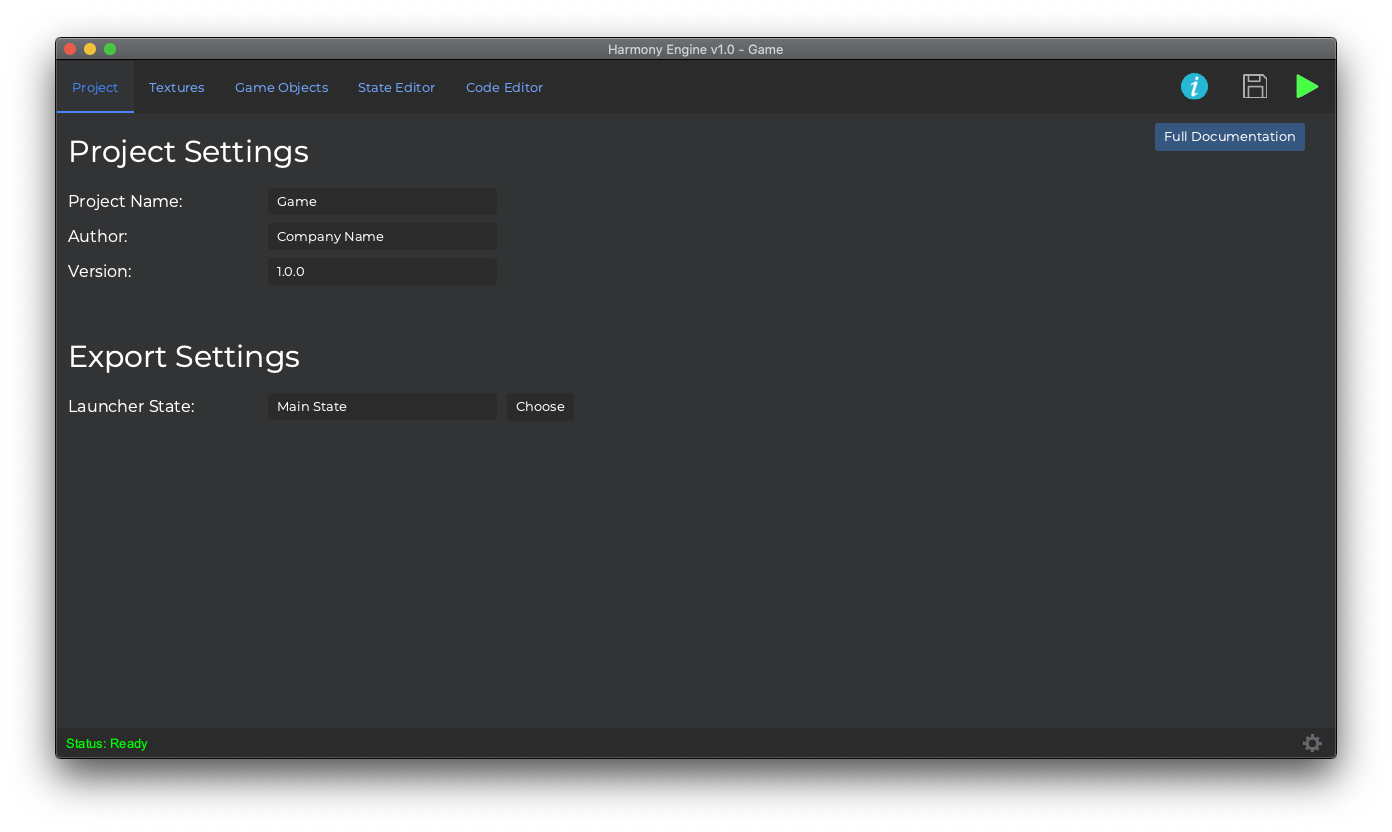 Harmony Engine v1.0 - Game
Project Textures Game Objects State Editor Code Editor
i
Full Documentation
Project Settings
Project Name: Game
Author: Company Name
Version: 1.0.0
Export Settings
Launcher State: Main State Choose
Status: Ready